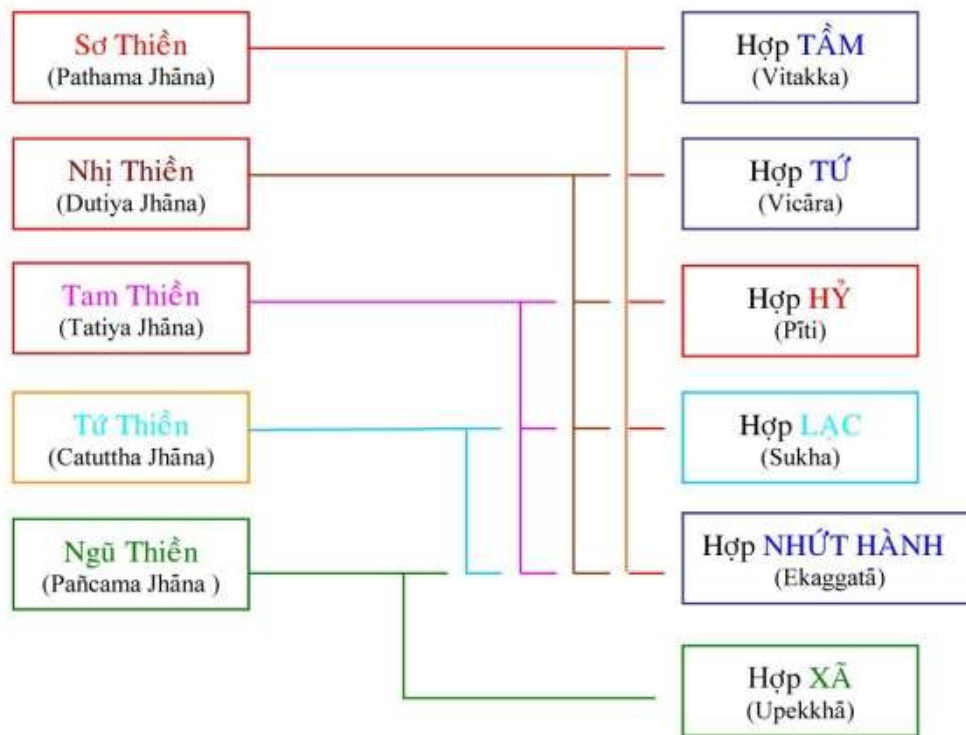 Sơ Thiền
(Pathama Jhāna)
Hợp TẦM
(Vitakka)
Nhị Thiền
(Dutiya Jhāna)
Hợp TỨ
(Vicāra)
Tam Thiền
(Tatiya Jhāna)
Hợp HỶ
(Pīti)
Tứ Thiền
(Catuttha Jhāna)
Hợp LẠC
(Sukha)
Ngũ Thiền
(Pañcama Jhāna )
Hợp NHỨT HÀNH
(Ekaggatā)
Hợp XÃ
(Upekkhā)